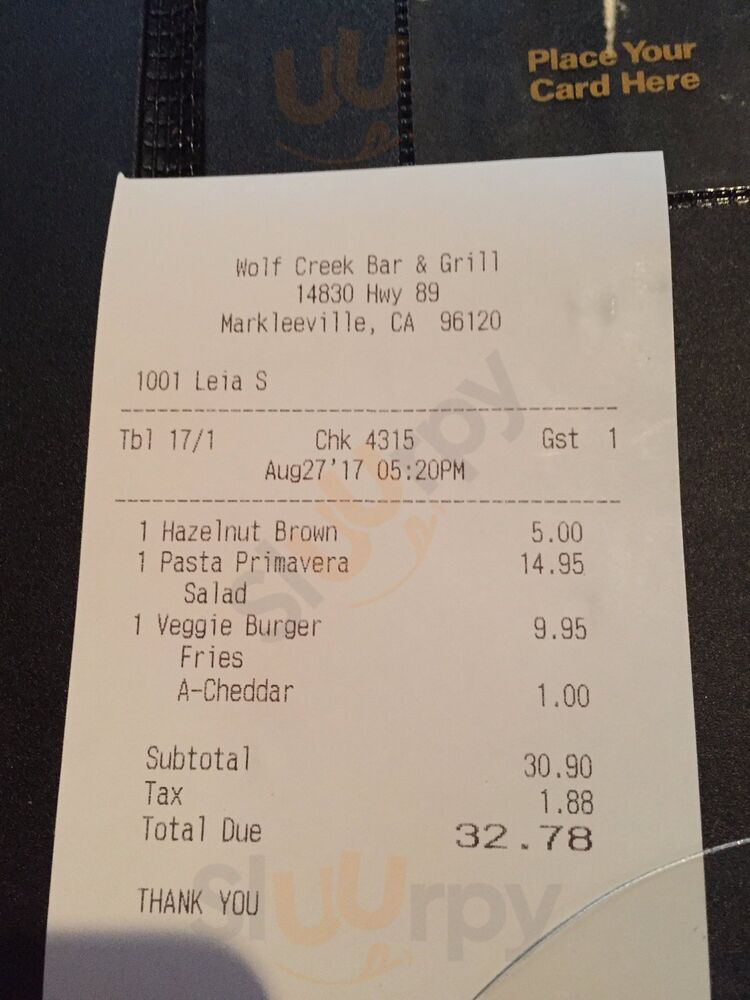 Place Your
Card Here
Wolf Creek Bar & Grill
14830 Hwy 89
Markleeville, CA 96120
1001 Leia S
Tbl 17/1 Chk 4315 Gst 1
Aug27'17 05:20PM
1 Hazelnut Brown 5.00
1 Pasta Primavera 14.95
Salad
1 Veggie Burger 9.95
Fries
A-Cheddar 1.00
Subtotal 30.90
Tax 1.88
Total Due 32.78
THANK YOU
sluurpy
sluurpy